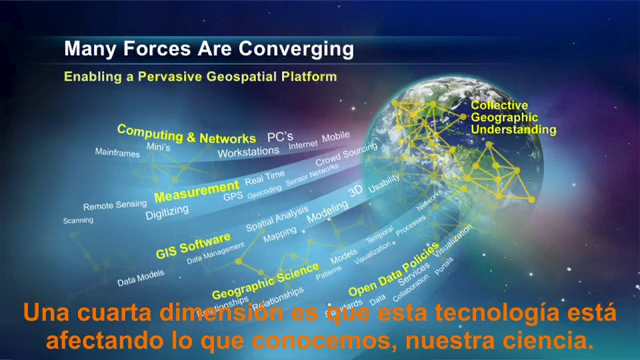 Many Forces Are Converging
Enabling a Pervasive Geospatial Platform
Collective
Geographic
Understanding
Computing & Networks
Mainframes
Mini's
Workstations
PC's
Internet
Mobile
Measurement
Remote Sensing
Scanning
Digitizing
GPS
Real Time
Geocoding
Sensor Networks
Crowd Sourcing
GIS Software
Data Models
Data Management
Spatial Analysis
Mapping
Modeling
3D
Usability
Geographic Science
Relationships
Relationships
Patterns
Models
Visualization
Temporal
Processes
Networks
Open Data Policies
Standards
Data
Collaboration
Services
Portals
Visualization
Una cuarta dimensión es que esta tecnología está
afectando lo que conocemos, nuestra ciencia.